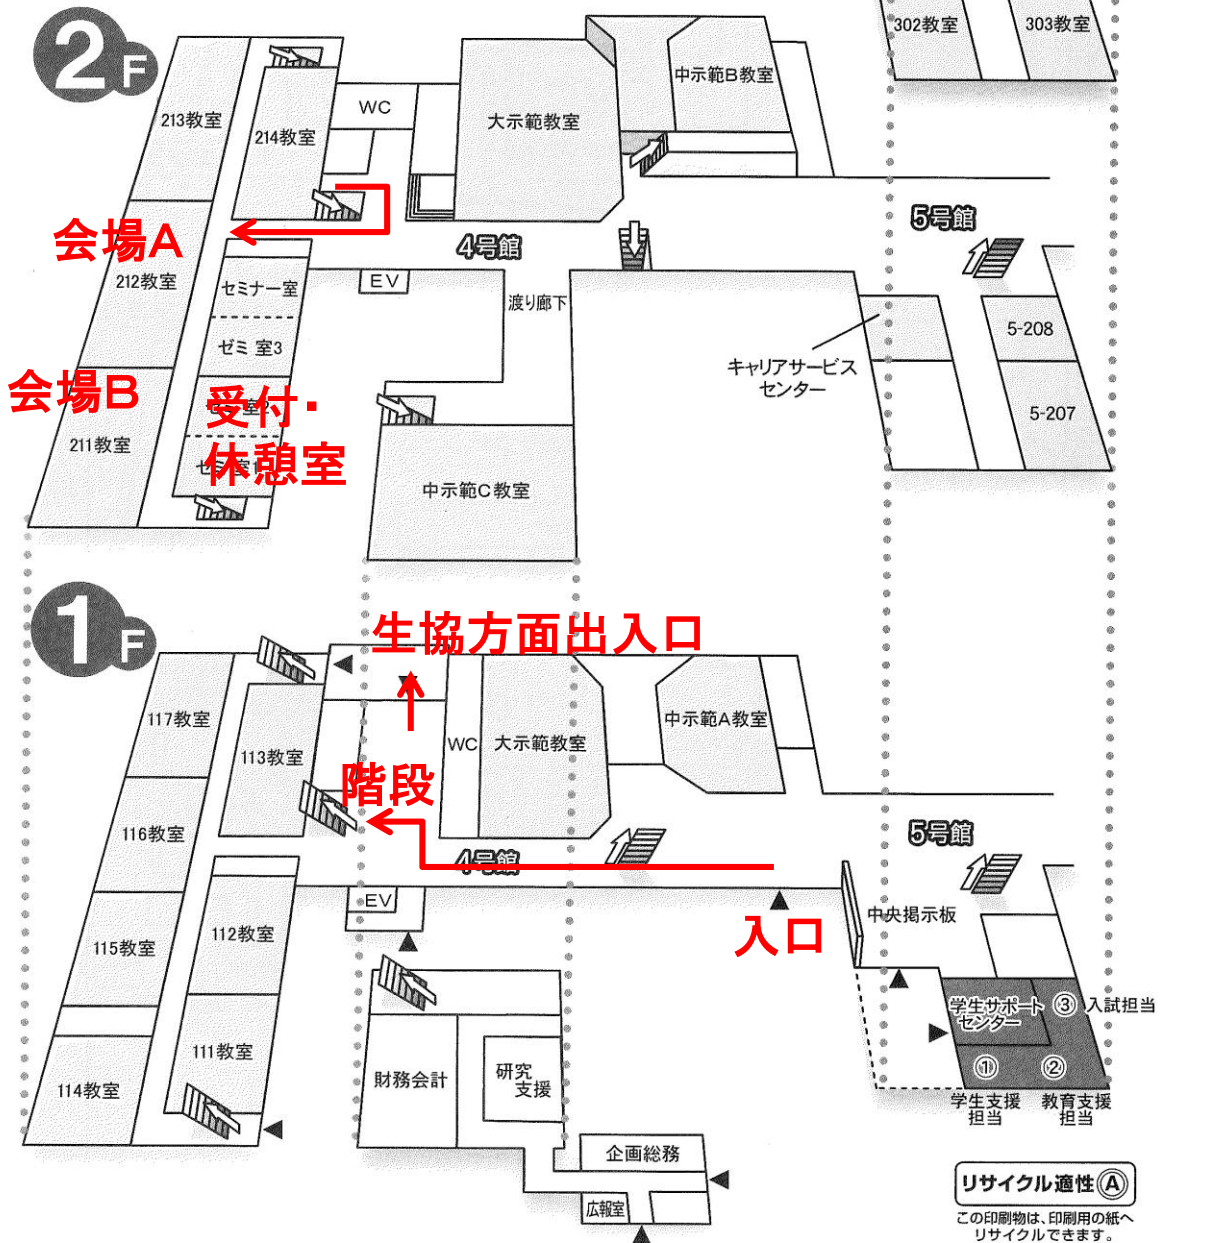 302教室
303教室
2F
213教室
214教室
WC
大示範教室
中示範B教室
会場A
212教室
セミナー室
EV
4号館
渡り廊下
5号館
ゼミ 室3
キャリアサービス
センター
5-208
会場B
211教室
受付・
休憩室
中示範C教室
5-207
1F
生協方面出入口
117教室
113教室
階段
WC
大示範教室
中示範A教室
116教室
4号館
5号館
115教室
112教室
EV
入口
中央掲示板
114教室
111教室
財務会計
研究
支援
学生サポート
センター
③ 入試担当
①
②
学生支援
担当
教育支援
担当
企画総務
広報室
リサイクル適性Ⓐ
この印刷物は、印刷用の紙へ
リサイクルできます。